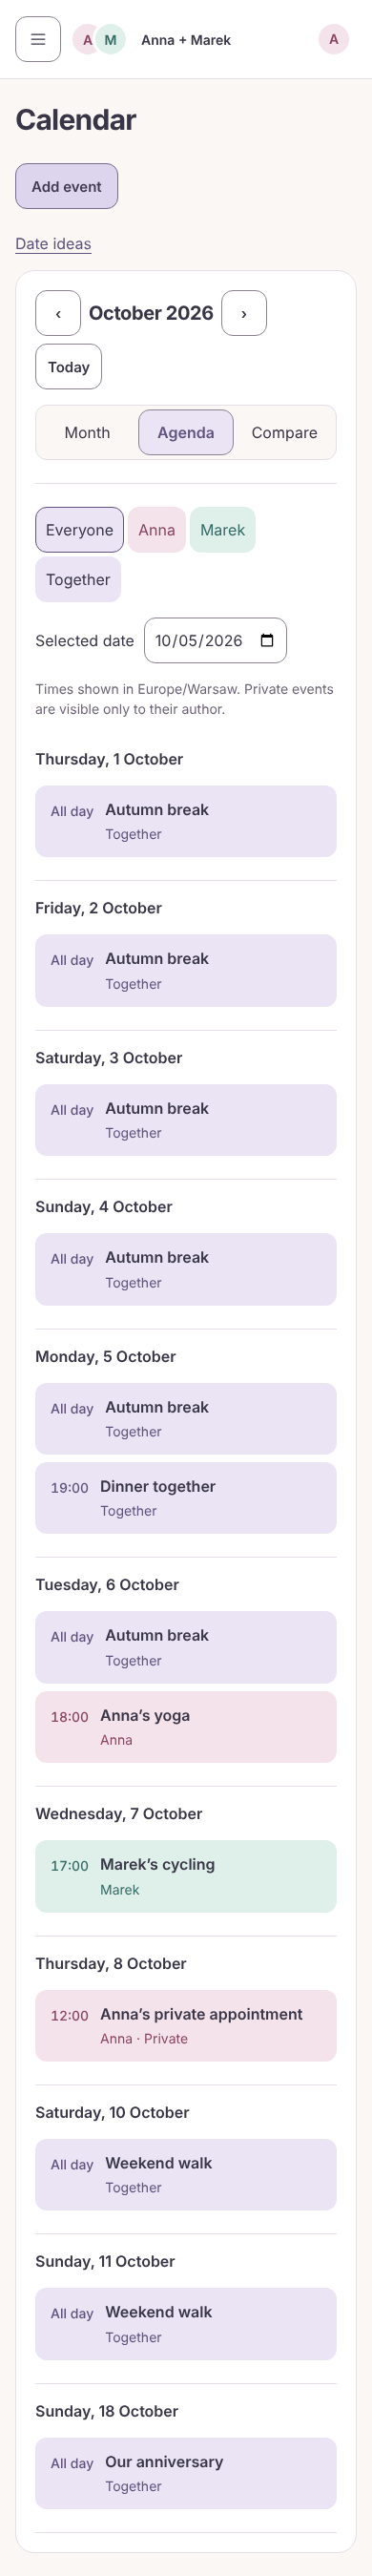 A M Anna + Marek A
Calendar
Add event
Date ideas
‹ October 2026 ›
Today
Month Agenda Compare
Everyone Anna Marek
Together
Selected date 10/05/2026
Times shown in Europe/Warsaw. Private events
are visible only to their author.
Thursday, 1 October
All day Autumn break
Together
Friday, 2 October
All day Autumn break
Together
Saturday, 3 October
All day Autumn break
Together
Sunday, 4 October
All day Autumn break
Together
Monday, 5 October
All day Autumn break
Together
19:00 Dinner together
Together
Tuesday, 6 October
All day Autumn break
Together
18:00 Anna’s yoga
Anna
Wednesday, 7 October
17:00 Marek’s cycling
Marek
Thursday, 8 October
12:00 Anna’s private appointment
Anna · Private
Saturday, 10 October
All day Weekend walk
Together
Sunday, 11 October
All day Weekend walk
Together
Sunday, 18 October
All day Our anniversary
Together